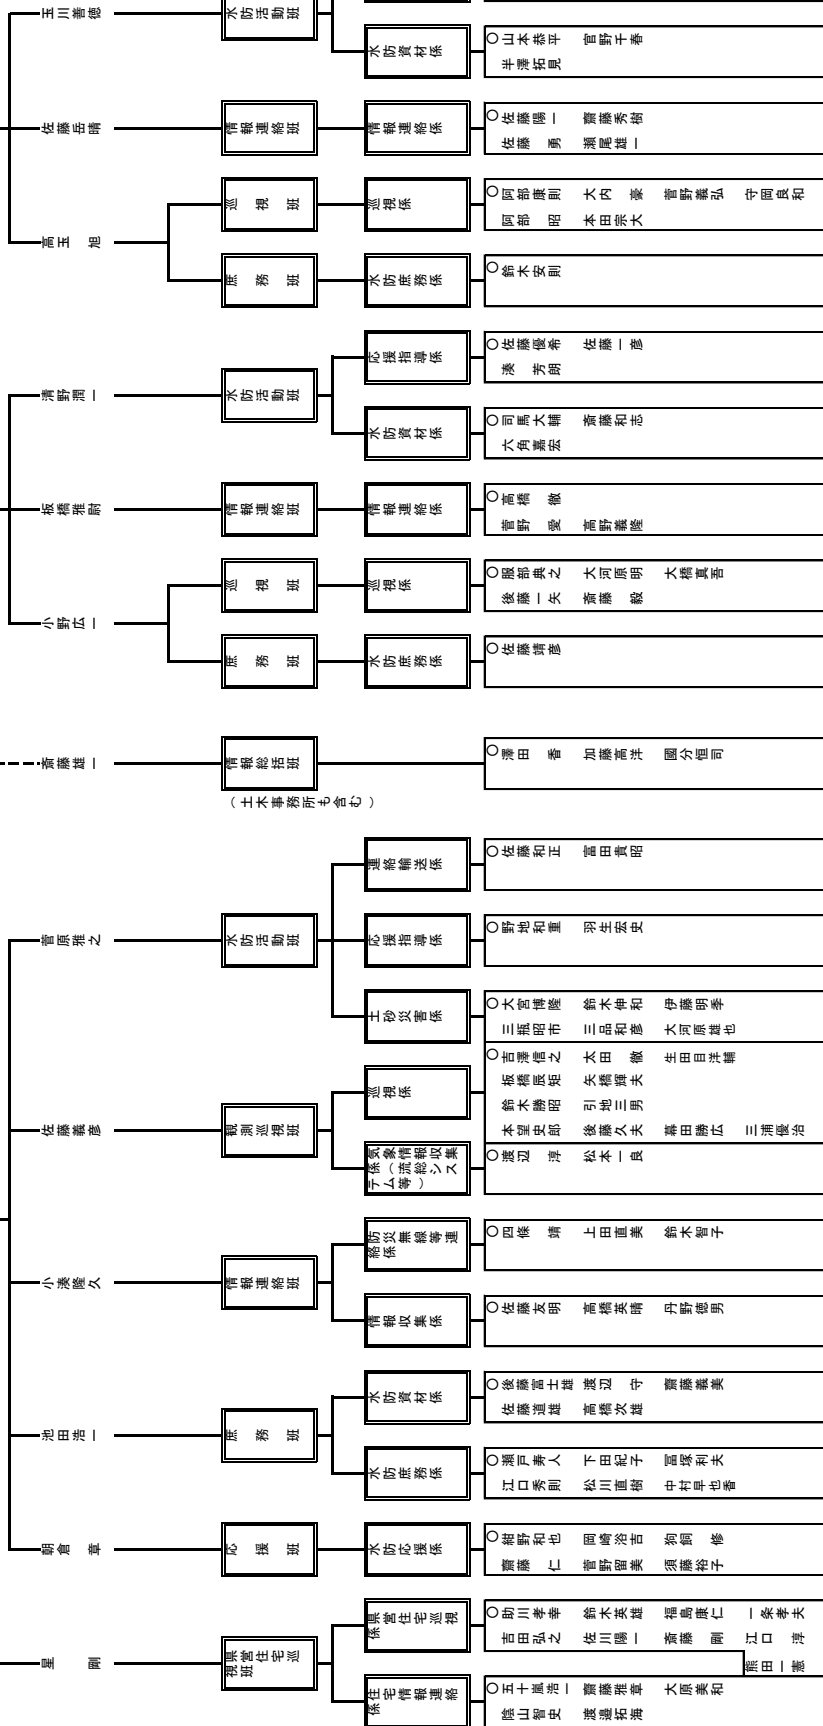 玉川善徳
水防活動班
水防資材係
○山本恭平 官野千春
半澤拓見
佐藤岳晴
情報連絡班
情報連絡係
○佐藤陽一 齋藤秀樹
佐藤 勇 瀬尾雄一
高玉 旭
巡視班
巡視係
○阿部康則 大内 豪 菅野義弘 守岡良和
阿部 昭 本田宗大
庶務班
水防庶務係
○鈴木安則
清野潤一
水防活動班
応援指導係
○佐藤優希 佐藤一彦
湊 芳朗
水防資材係
○司馬大輔 斎藤和志
六角嘉宏
板橋雅尉
情報連絡班
情報連絡係
○高橋 徹
菅野 愛 高野義隆
小野広一
巡視班
巡視係
○服部典之 大河原明 大橋真吾
後藤一矢 斎藤 毅
庶務班
水防庶務係
○佐藤靖彦
斎藤雄一
情報総括班
○澤田 香 加藤高洋 國分恒司
（土木事務所も含む）
菅原雅之
水防活動班
連絡輸送係
○佐藤和正 富田貴昭
応援指導係
○野地和重 羽生宏史
土砂災害係
○大宮博隆 鈴木伸和 伊藤明季
三瓶昭市 三品和彦 大河原雄也
佐藤義彦
観測巡視班
巡視係
○吉澤信之 太田 徹 生田目洋輔
板橋辰矩 矢橋輝夫
鈴木勝昭 引地三男
本望史郎 後藤久夫 幕田勝広 三浦優治
気象情報収集
係（流総シス
テム等）
○渡辺 淳 松本一良
小湊隆久
情報連絡班
防災無線等連
絡係
○四條 靖 上田直美 鈴木智子
情報収集係
○佐藤友明 高橋英晴 丹野徳男
池田浩一
庶務班
水防資材係
○後藤富士雄 渡辺 守 齋藤義美
佐藤道雄 高橋次雄
水防庶務係
○瀬戸寿人 下田紀子 冨塚利夫
江口秀則 松川直樹 中村早也香
朝倉 章
応援班
水防応援係
○紺野和也 岡崎浴吉 狗飼 修
齋藤 仁 菅野留美 須藤裕子
星 剛
県営住宅巡
視班
県営住宅巡視
係
○助川孝幸 鈴木英雄 福島康仁 一条孝夫
吉田弘之 佐川陽一 斎藤 剛 江口 淳
熊田一憲
住宅情報連絡
係
○五十嵐浩一 齋藤雅章 大原美和
陰山智史 渡邉拓海